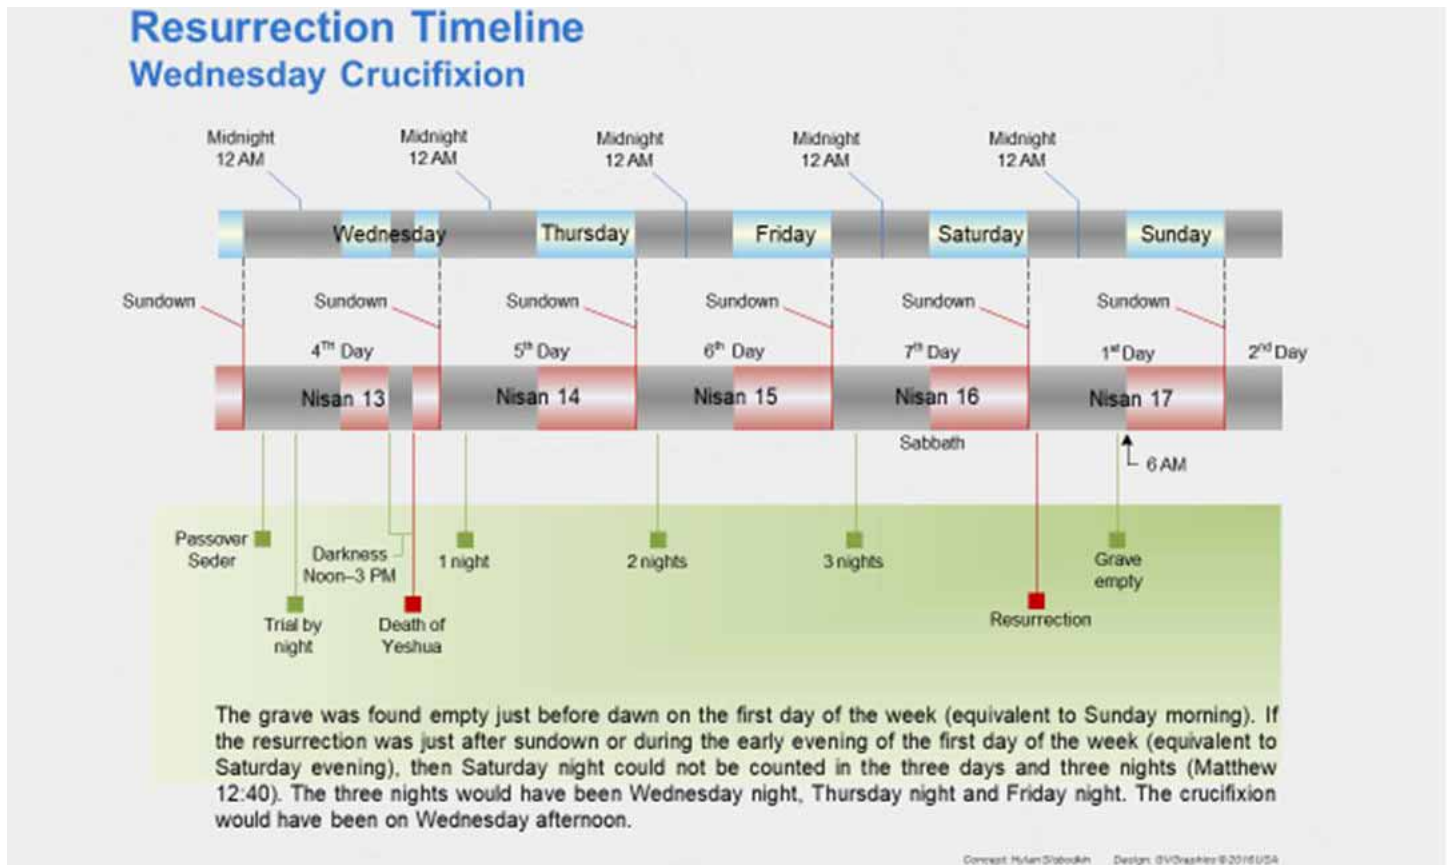 Resurrection Timeline
Wednesday Crucifixion
Midnight
12 AM
Midnight
12 AM
Midnight
12 AM
Midnight
12 AM
Midnight
12 AM
Wednesday
Thursday
Friday
Saturday
Sunday
Sundown
Sundown
Sundown
Sundown
Sundown
Sundown
4TH Day
5th Day
6th Day
7th Day
1st Day
2nd Day
Nisan 13
Nisan 14
Nisan 15
Nisan 16
Nisan 17
Sabbath
6 AM
Passover
Seder
Darkness
Noon–3 PM
1 night
2 nights
3 nights
Grave
empty
Trial by
night
Death of
Yeshua
Resurrection
The grave was found empty just before dawn on the first day of the week (equivalent to Sunday morning). If
the resurrection was just after sundown or during the early evening of the first day of the week (equivalent to
Saturday evening), then Saturday night could not be counted in the three days and three nights (Matthew
12:40). The three nights would have been Wednesday night, Thursday night and Friday night. The crucifixion
would have been on Wednesday afternoon.
Concept: Design: GVGraphics © 2016 USA